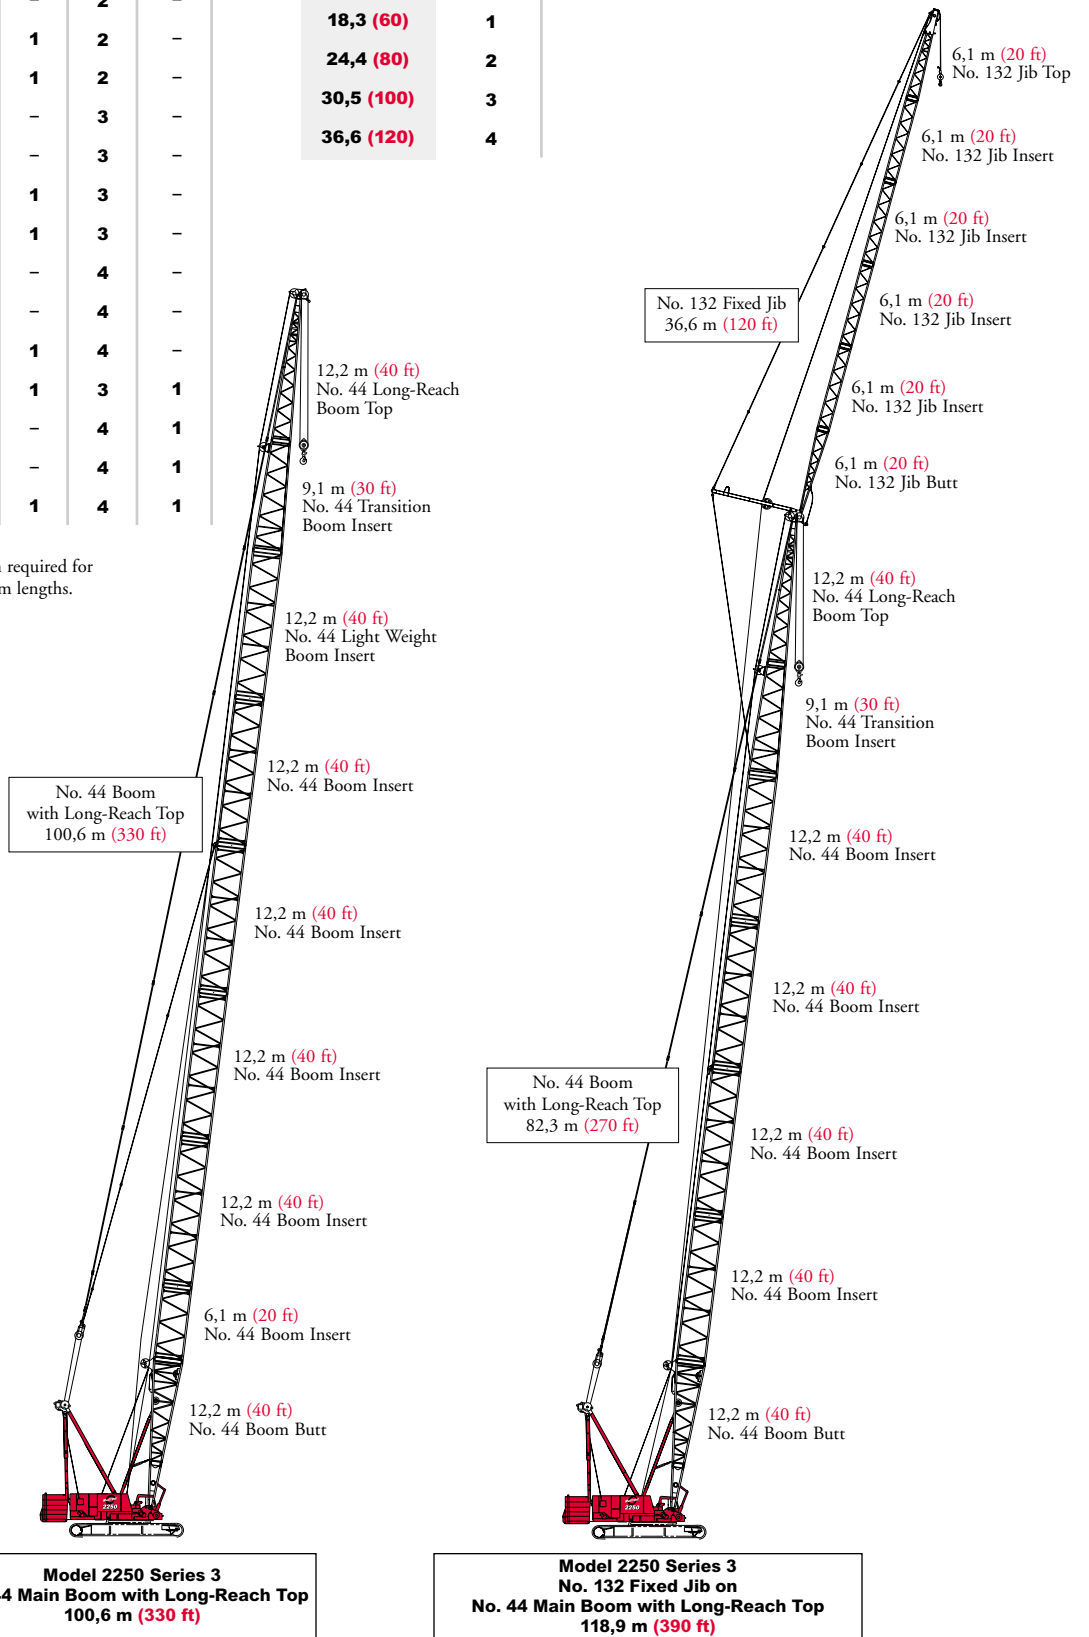 – 2 –
1 2 –
1 2 –
– 3 –
– 3 –
1 3 –
1 3 –
– 4 –
– 4 –
1 4 –
1 3 1
– 4 1
– 4 1
1 4 1
required for
m lengths.
18,3 (60) 1
24,4 (80) 2
30,5 (100) 3
36,6 (120) 4
12,2 m (40 ft)
No. 44 Long-Reach
Boom Top
9,1 m (30 ft)
No. 44 Transition
Boom Insert
12,2 m (40 ft)
No. 44 Light Weight
Boom Insert
12,2 m (40 ft)
No. 44 Boom Insert
No. 44 Boom
with Long-Reach Top
100,6 m (330 ft)
12,2 m (40 ft)
No. 44 Boom Insert
12,2 m (40 ft)
No. 44 Boom Insert
12,2 m (40 ft)
No. 44 Boom Insert
6,1 m (20 ft)
No. 44 Boom Insert
12,2 m (40 ft)
No. 44 Boom Butt
2250
Model 2250 Series 3
44 Main Boom with Long-Reach Top
100,6 m (330 ft)
6,1 m (20 ft)
No. 132 Jib Top
6,1 m (20 ft)
No. 132 Jib Insert
6,1 m (20 ft)
No. 132 Jib Insert
No. 132 Fixed Jib
36,6 m (120 ft)
6,1 m (20 ft)
No. 132 Jib Insert
6,1 m (20 ft)
No. 132 Jib Insert
6,1 m (20 ft)
No. 132 Jib Butt
12,2 m (40 ft)
No. 44 Long-Reach
Boom Top
9,1 m (30 ft)
No. 44 Transition
Boom Insert
12,2 m (40 ft)
No. 44 Boom Insert
12,2 m (40 ft)
No. 44 Boom Insert
No. 44 Boom
with Long-Reach Top
82,3 m (270 ft)
12,2 m (40 ft)
No. 44 Boom Insert
12,2 m (40 ft)
No. 44 Boom Insert
12,2 m (40 ft)
No. 44 Boom Butt
2250
Model 2250 Series 3
No. 132 Fixed Jib on
No. 44 Main Boom with Long-Reach Top
118,9 m (390 ft)